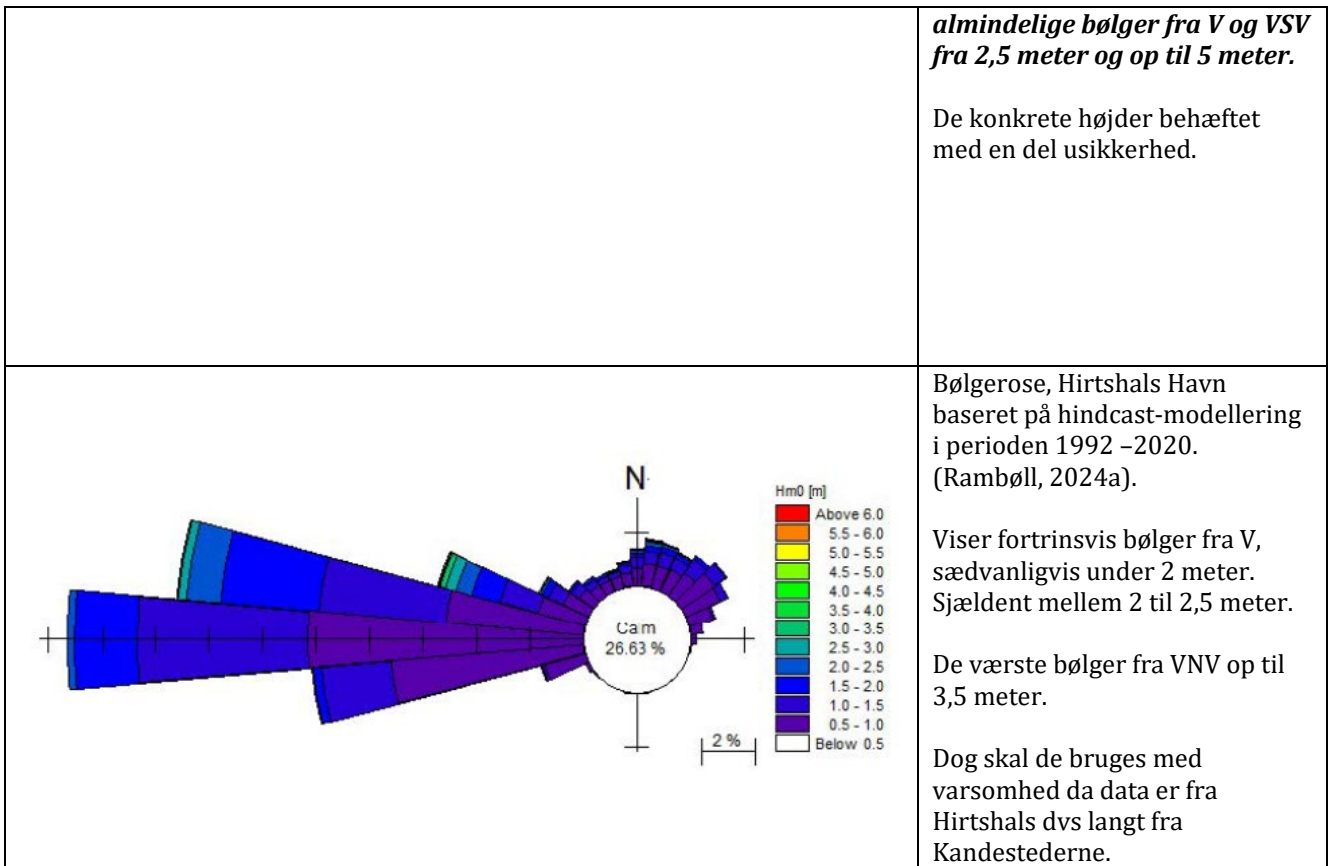 almindelige bølger fra V og VSV
fra 2,5 meter og op til 5 meter.
De konkrete højder behæftet
med en del usikkerhed.
N
Calm
26.63 %
2 %
Hm0 [m]
Above 6.0
5.5 - 6.0
5.0 - 5.5
4.5 - 5.0
4.0 - 4.5
3.5 - 4.0
3.0 - 3.5
2.5 - 3.0
2.0 - 2.5
1.5 - 2.0
1.0 - 1.5
0.5 - 1.0
Below 0.5
Bølgerose, Hirtshals Havn
baseret på hindcast-modellering
i perioden 1992 –2020.
(Rambøll, 2024a).
Viser fortrinsvis bølger fra V,
sædvanligvis under 2 meter.
Sjældent mellem 2 til 2,5 meter.
De værste bølger fra VNV op til
3,5 meter.
Dog skal de bruges med
varsomhed da data er fra
Hirtshals dvs langt fra
Kandestederne.